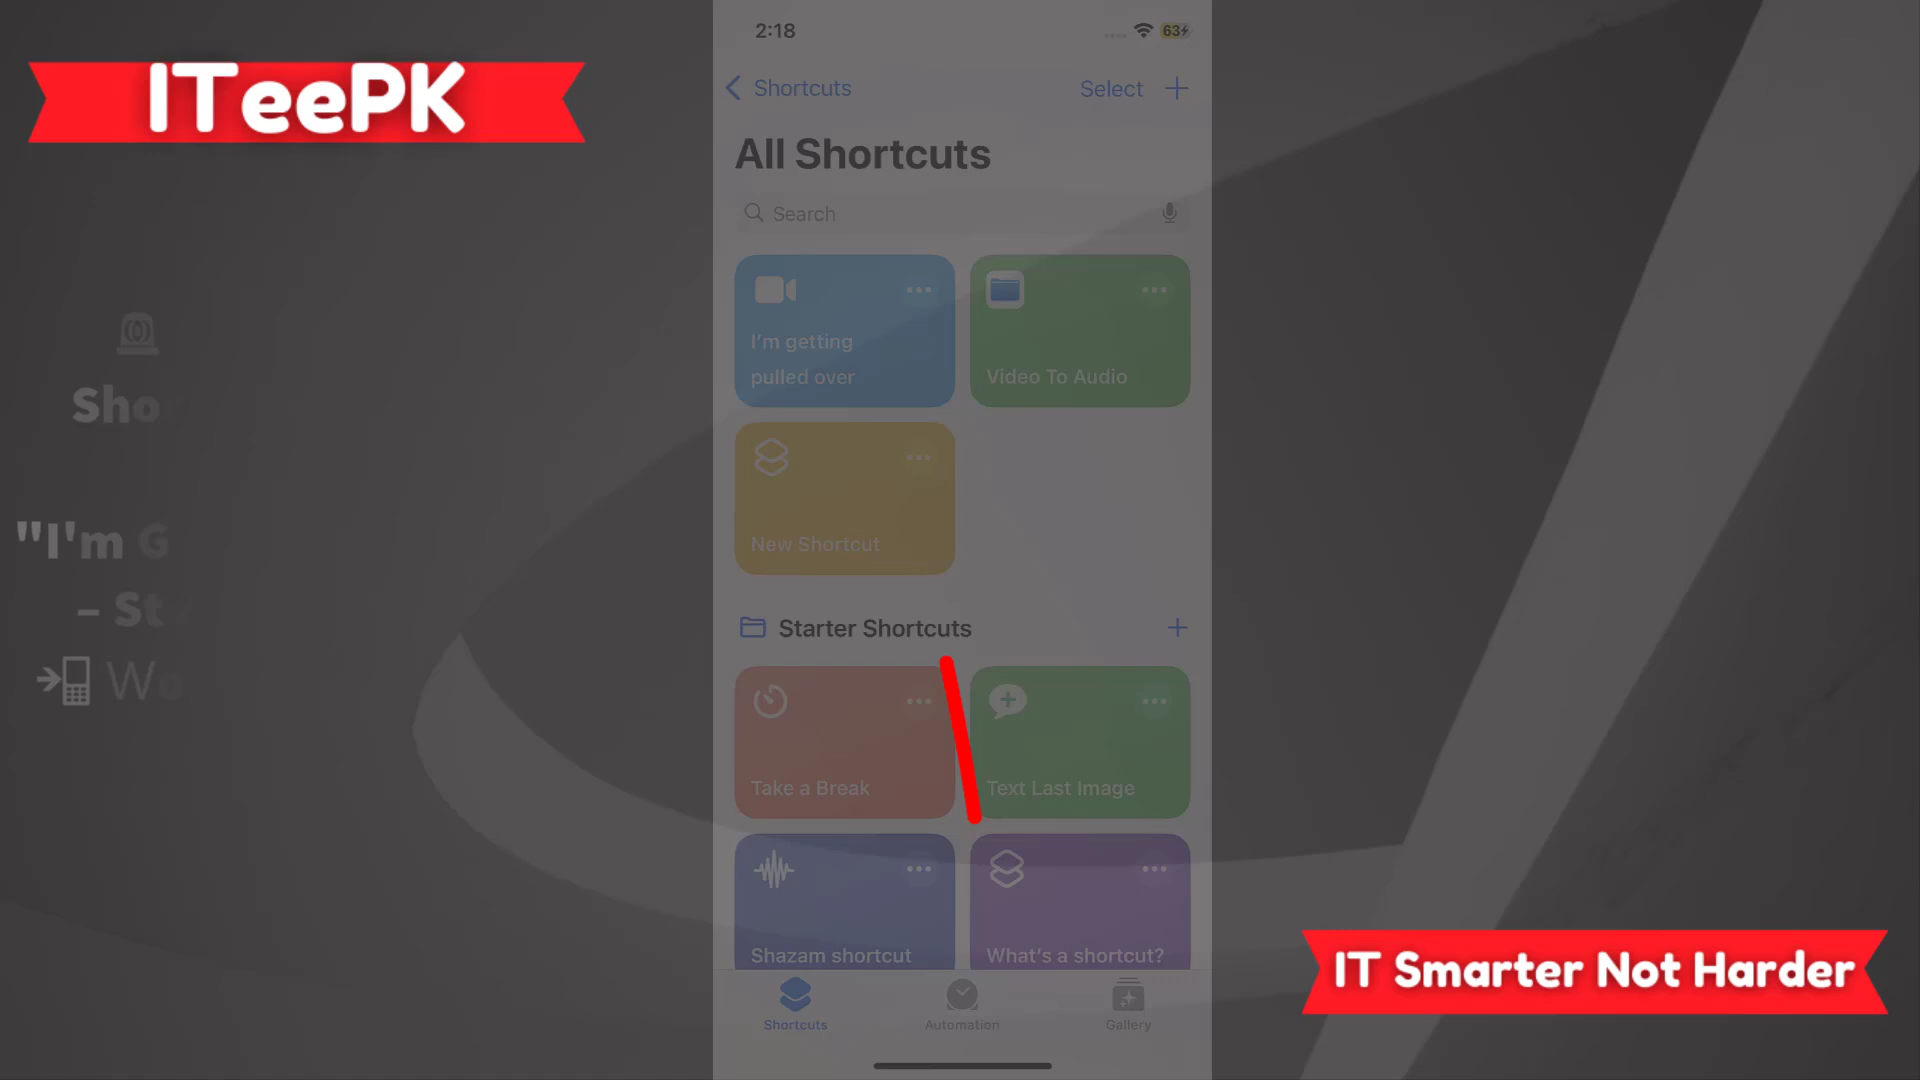 ITeePK
"I'm G
2:18
63
Shortcuts
Select
All Shortcuts
Search
I'm getting
pulled over
Video To Audio
New Shortcut
Starter Shortcuts
Take a Break
Text Last Image
Shazam shortcut
What's a shortcut?
Shortcuts
Automation
Gallery
IT Smarter Not Harder